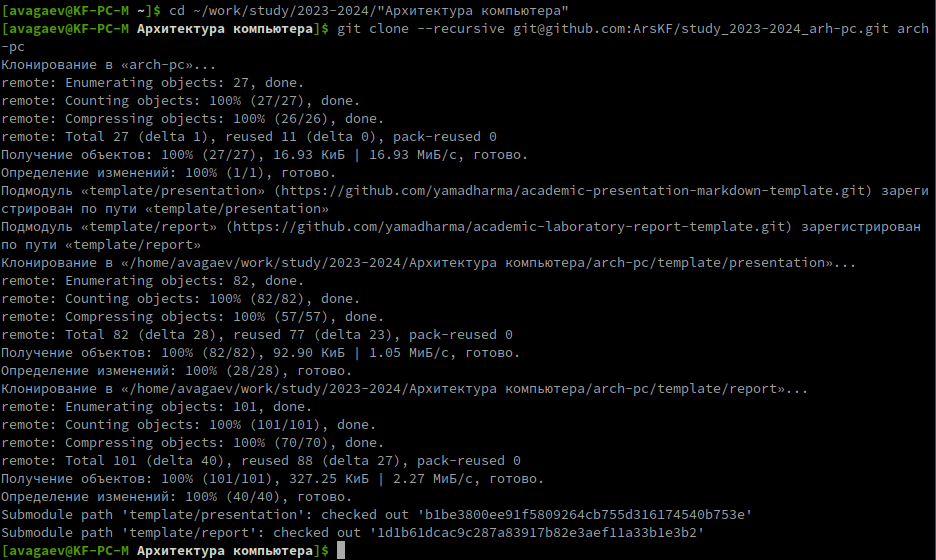 [avagaev@KF-PC-M ~]$ cd ~/work/study/2023-2024/"Архитектура компьютера"
[avagaev@KF-PC-M Архитектура компьютера]$ git clone --recursive git@github.com:ArsKF/study_2023-2024_arh-pc.git arch
-pc
Клонирование в «arch-pc»...
remote: Enumerating objects: 27, done.
remote: Counting objects: 100% (27/27), done.
remote: Compressing objects: 100% (26/26), done.
remote: Total 27 (delta 1), reused 11 (delta 0), pack-reused 0
Получение объектов: 100% (27/27), 16.93 КиБ | 16.93 МиБ/с, готово.
Определение изменений: 100% (1/1), готово.
Подмодуль «template/presentation» (https://github.com/yamadharma/academic-presentation-markdown-template.git) зареги
стрирован по пути «template/presentation»
Подмодуль «template/report» (https://github.com/yamadharma/academic-laboratory-report-template.git) зарегистрирован
по пути «template/report»
Клонирование в «/home/avagaev/work/study/2023-2024/Архитектура компьютера/arch-pc/template/presentation»...
remote: Enumerating objects: 82, done.
remote: Counting objects: 100% (82/82), done.
remote: Compressing objects: 100% (57/57), done.
remote: Total 82 (delta 28), reused 77 (delta 23), pack-reused 0
Получение объектов: 100% (82/82), 92.90 КиБ | 1.05 МиБ/с, готово.
Определение изменений: 100% (28/28), готово.
Клонирование в «/home/avagaev/work/study/2023-2024/Архитектура компьютера/arch-pc/template/report»...
remote: Enumerating objects: 101, done.
remote: Counting objects: 100% (101/101), done.
remote: Compressing objects: 100% (70/70), done.
remote: Total 101 (delta 40), reused 88 (delta 27), pack-reused 0
Получение объектов: 100% (101/101), 327.25 КиБ | 2.27 МиБ/с, готово.
Определение изменений: 100% (40/40), готово.
Submodule path 'template/presentation': checked out 'b1be3800ee91f5809264cb755d316174540b753e'
Submodule path 'template/report': checked out '1d1b61dcac9c287a83917b82e3aef11a33b1e3b2'
[avagaev@KF-PC-M Архитектура компьютера]$